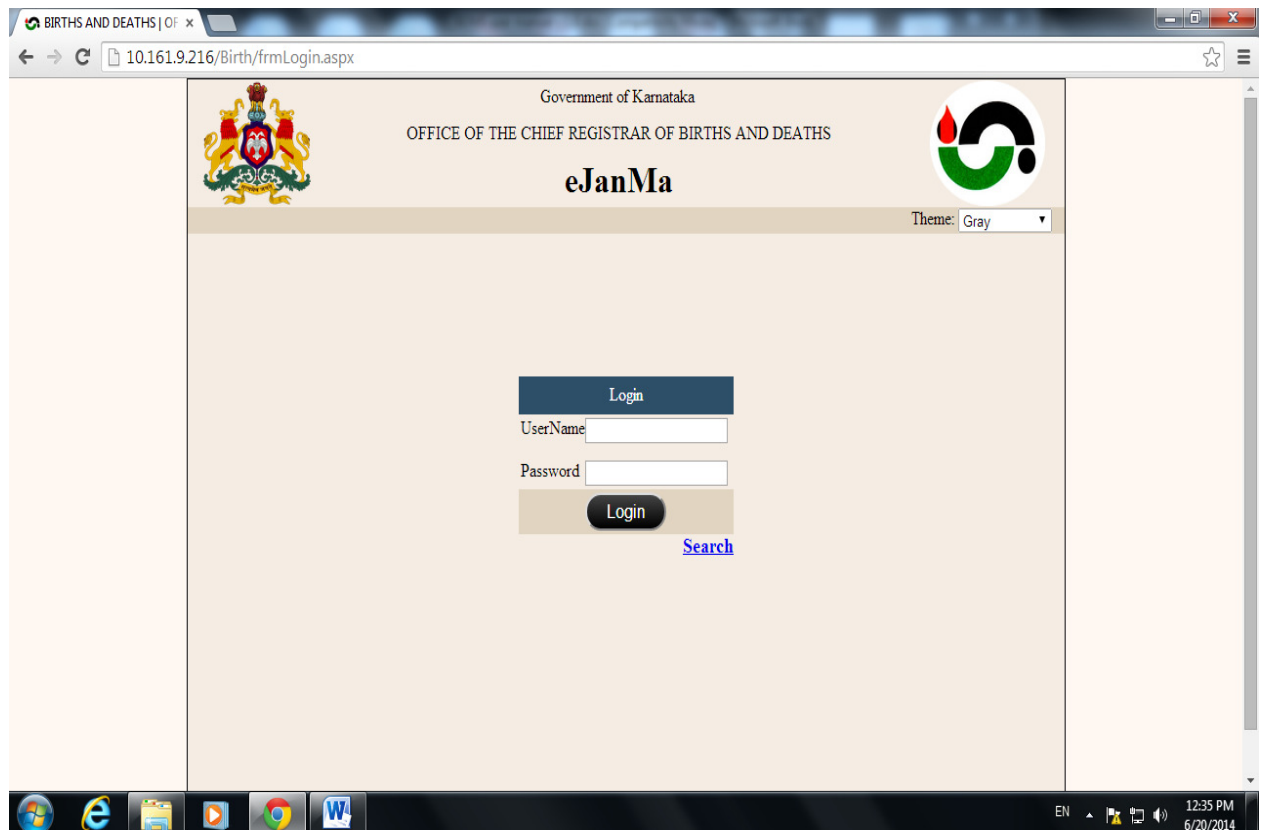 BIRTHS AND DEATHS | OF
10.161.9.216/Birth/frmLogin.aspx
Government of Karnataka
OFFICE OF THE CHIEF REGISTRAR OF BIRTHS AND DEATHS
eJanMa
Theme: Gray
Login
UserName
Password
Login
Search
EN
12:35 PM
6/20/2014